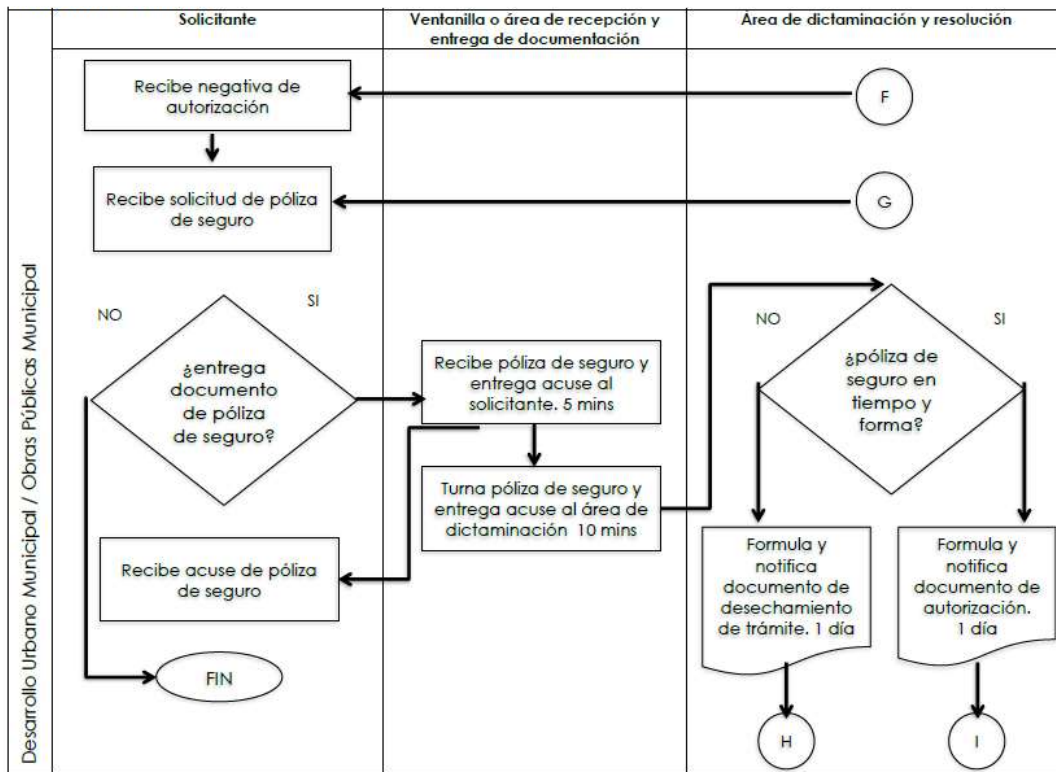 Solicitante
Ventanilla o área de recepción y
entrega de documentación
Área de dictaminación y resolución
Desarrollo Urbano Municipal / Obras Públicas Municipal
Recibe negativa de
autorización
F
Recibe solicitud de póliza
de seguro
G
NO
SI
¿entrega
documento
de póliza
de seguro?
Recibe póliza de seguro y
entrega acuse al
solicitante. 5 mins
NO
SI
¿póliza de
seguro en
tiempo y
forma?
Turna póliza de seguro y
entrega acuse al área de
dictaminación 10 mins
Recibe acuse de póliza
de seguro
Formula y
notifica
documento de
desechamiento
de trámite. 1 día
Formula y
notifica
documento de
autorización.
1 día
FIN
H
I